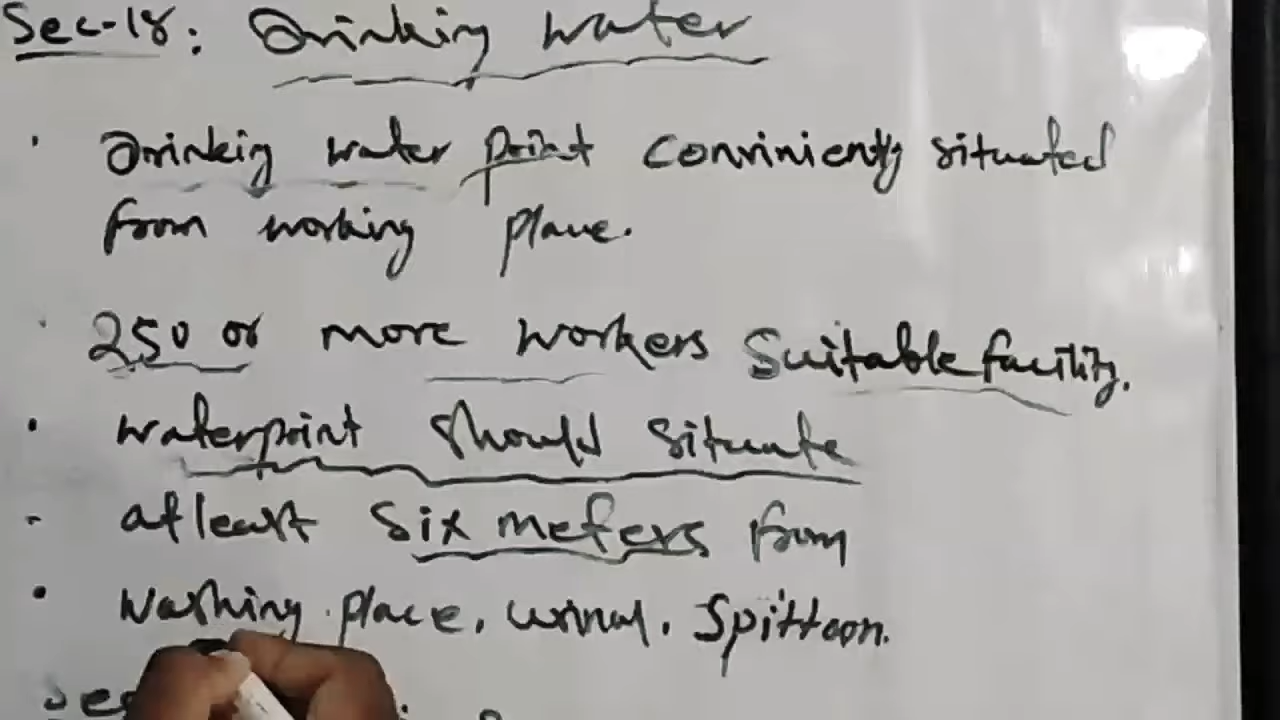 Sec-18: Drinking water
• Drinkig water point conviniently situated
from working place.
• 250 or more workers Suitable facility.
• waterpoint should situate
- atleast six meters from
• Washing place, urinal, Spittoon.